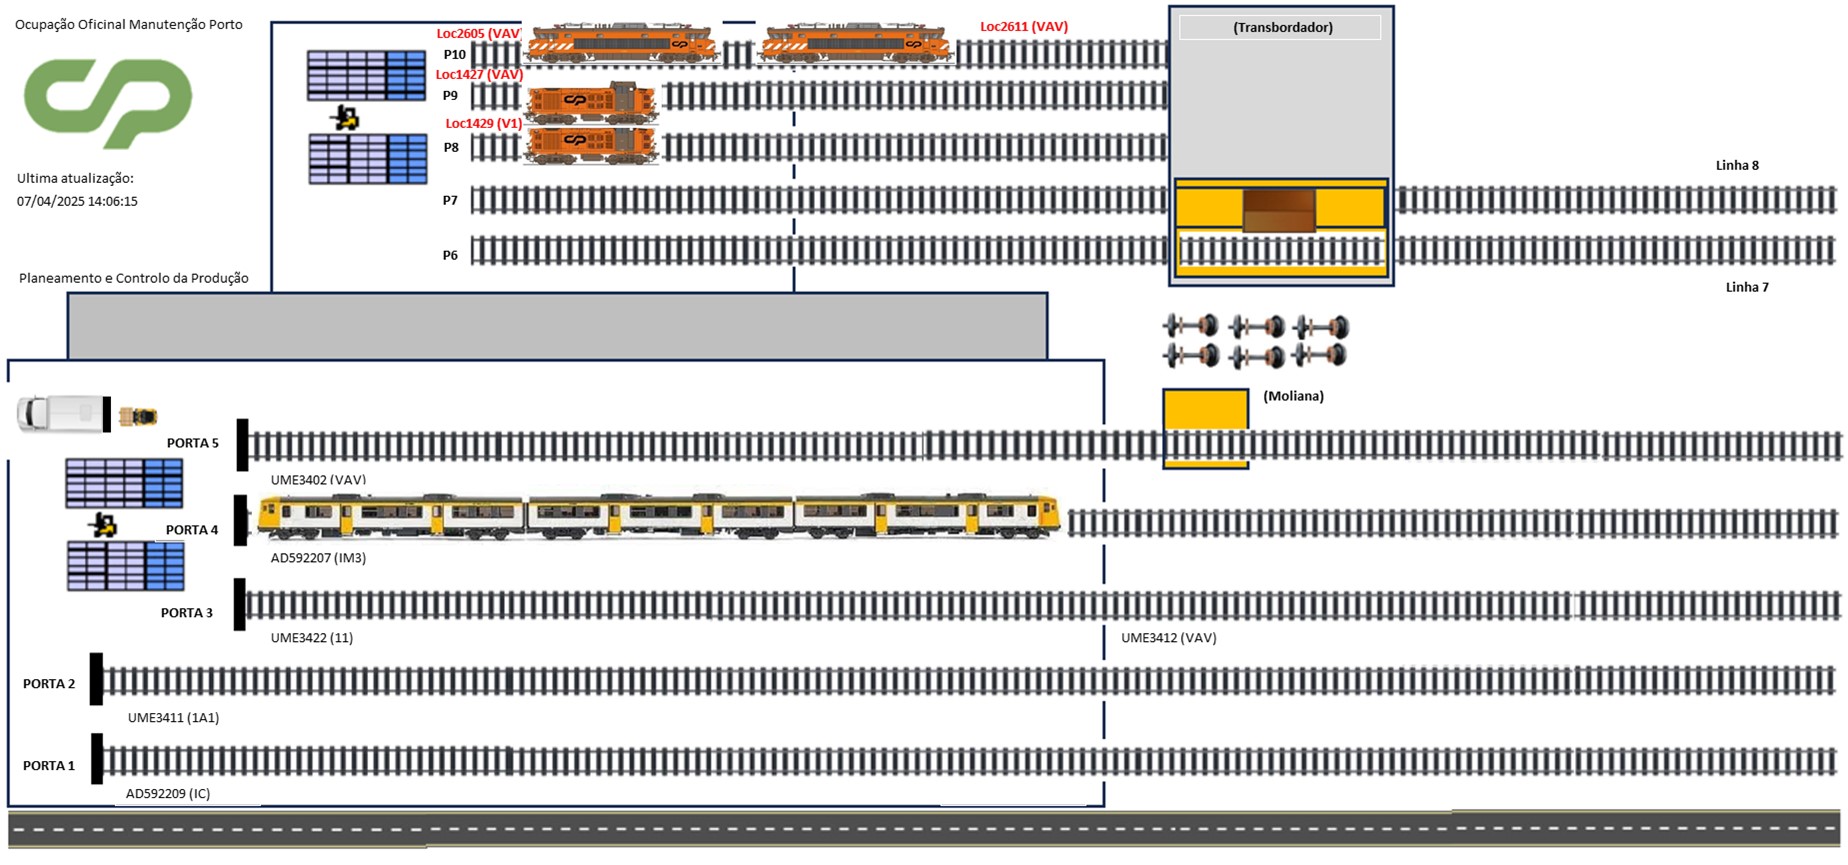 Ocupação Oficinal Manutenção Porto
Loc2605 (VAV)
Loc2611 (VAV)
(Transbordador)
P10
Loc1427 (VAV)
P9
Loc1429 (V1)
P8
Linha 8
Ultima atualização:
07/04/2025 14:06:15
P7
P6
Planeamento e Controlo da Produção
Linha 7
(Moliana)
PORTA 5
UME3402 (VAV)
PORTA 4
AD592207 (IM3)
PORTA 3
UME3422 (11)
UME3412 (VAV)
PORTA 2
UME3411 (1A1)
PORTA 1
AD592209 (IC)